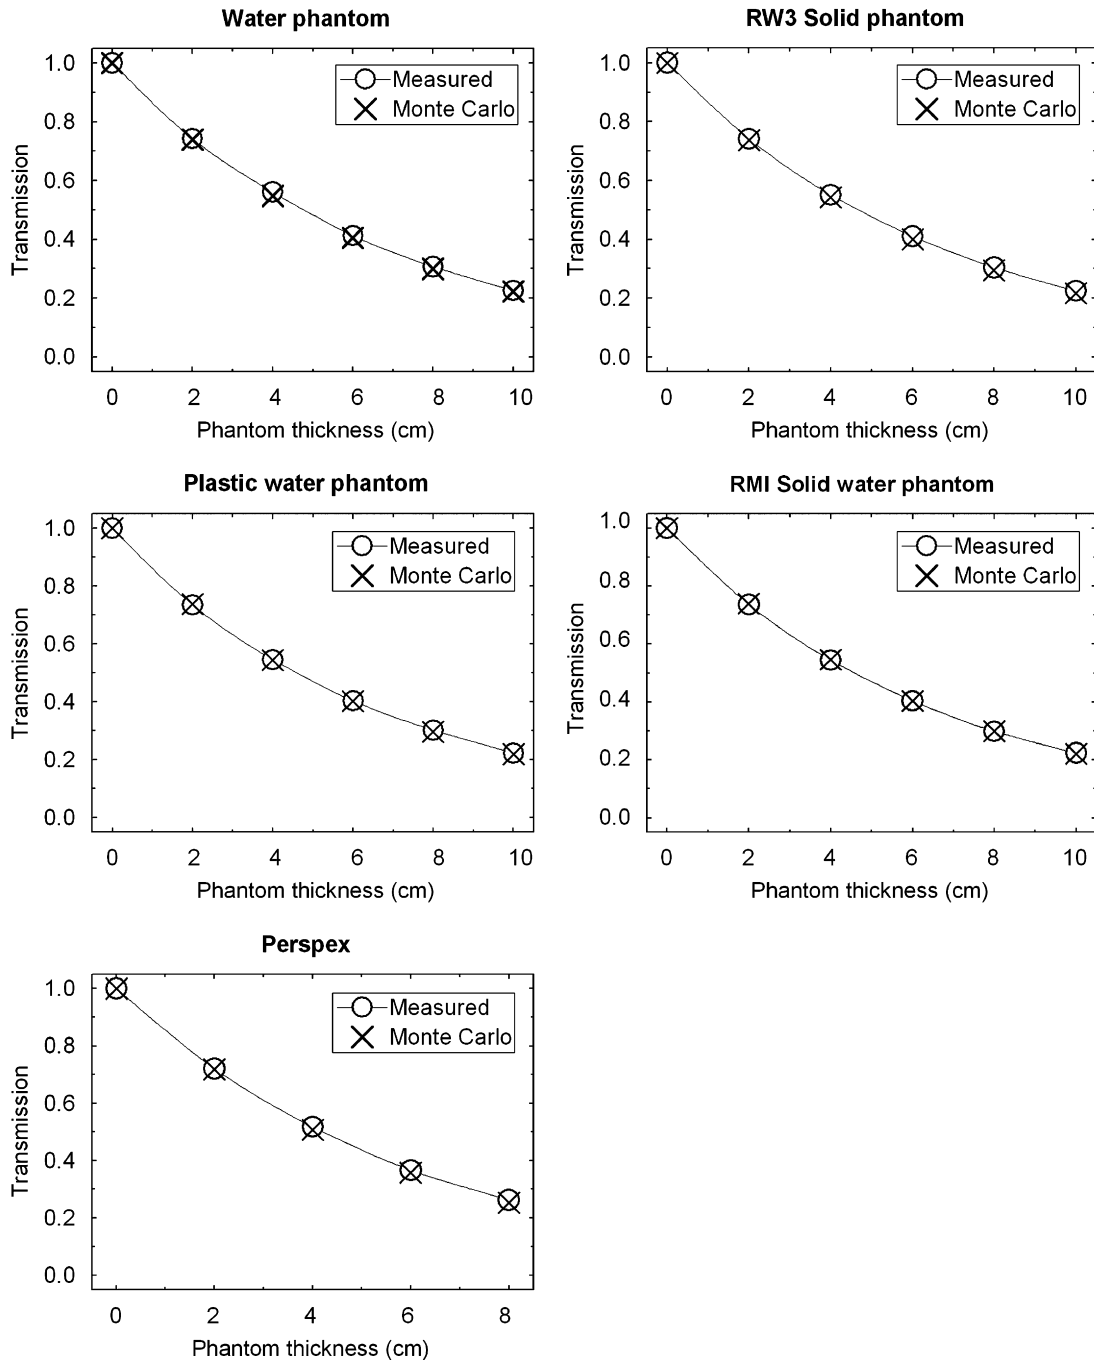 Water phantom
1.0
0.8
0.6
0.4
0.2
0.0
Transmission
Measured
Monte Carlo
0 2 4 6 8 10
Phantom thickness (cm)
RW3 Solid phantom
1.0
0.8
0.6
0.4
0.2
0.0
Transmission
Measured
Monte Carlo
0 2 4 6 8 10
Phantom thickness (cm)
Plastic water phantom
1.0
0.8
0.6
0.4
0.2
0.0
Transmission
Measured
Monte Carlo
0 2 4 6 8 10
Phantom thickness (cm)
RMI Solid water phantom
1.0
0.8
0.6
0.4
0.2
0.0
Transmission
Measured
Monte Carlo
0 2 4 6 8 10
Phantom thickness (cm)
Perspex
1.0
0.8
0.6
0.4
0.2
0.0
Transmission
Measured
Monte Carlo
0 2 4 6 8
Phantom thickness (cm)